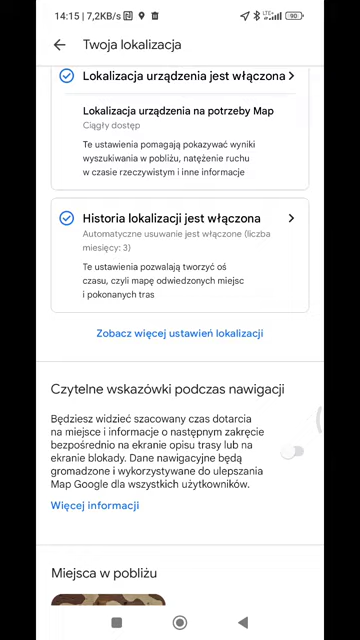 14:15 | 7,2KB/s
LTE
90
Twoja lokalizacja
Lokalizacja urządzenia jest włączona
Lokalizacja urządzenia na potrzeby Map
Ciągły dostęp
Te ustawienia pomagają pokazywać wyniki
wyszukiwania w pobliżu, natężenie ruchu
w czasie rzeczywistym i inne informacje
Historia lokalizacji jest włączona
Automatyczne usuwanie jest włączone (liczba
miesięcy: 3)
Te ustawienia pozwalają tworzyć oś
czasu, czyli mapę odwiedzonych miejsc
i pokonanych tras
Zobacz więcej ustawień lokalizacji
Czytelne wskazówki podczas nawigacji
Będziesz widzieć szacowany czas dotarcia
na miejsce i informacje o następnym zakręcie
bezpośrednio na ekranie opisu trasy lub na
ekranie blokady. Dane nawigacyjne będą
gromadzone i wykorzystywane do ulepszania
Map Google dla wszystkich użytkowników.
Więcej informacji
Miejsca w pobliżu